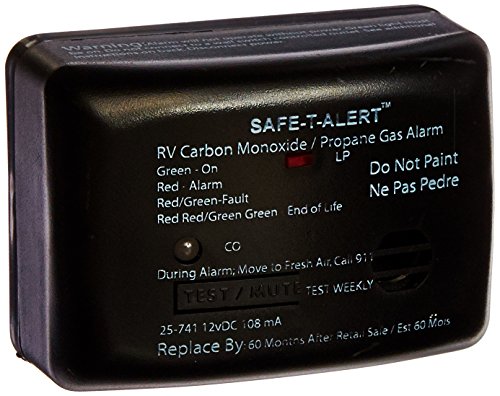 SAFE-T-ALERT™
RV Carbon Monoxide / Propane Gas Alarm
Green - On
LP
Red - Alarm
Do Not Paint
Red/Green-Fault
Ne Pas Pedre
Red Red/Green Green End of Life
CO
During Alarm; Move to Fresh Air, Call 911
TEST / MUTE TEST WEEKLY
25-741 12vDC 108 mA
Replace By: 60 Months After Retail Sale / Est 60 Mois